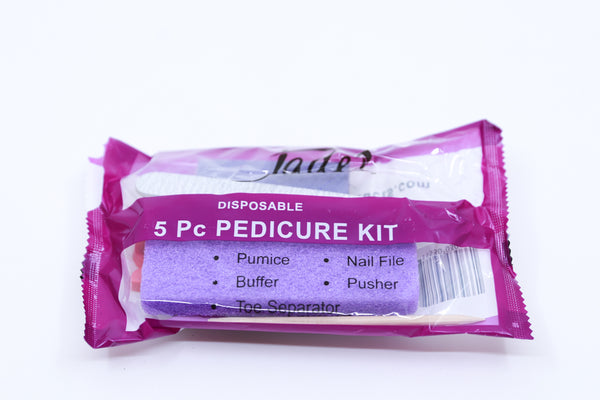 DISPOSABLE
5 Pc PEDICURE KIT
• Pumice • Nail File
• Buffer • Pusher
• Toe Separator